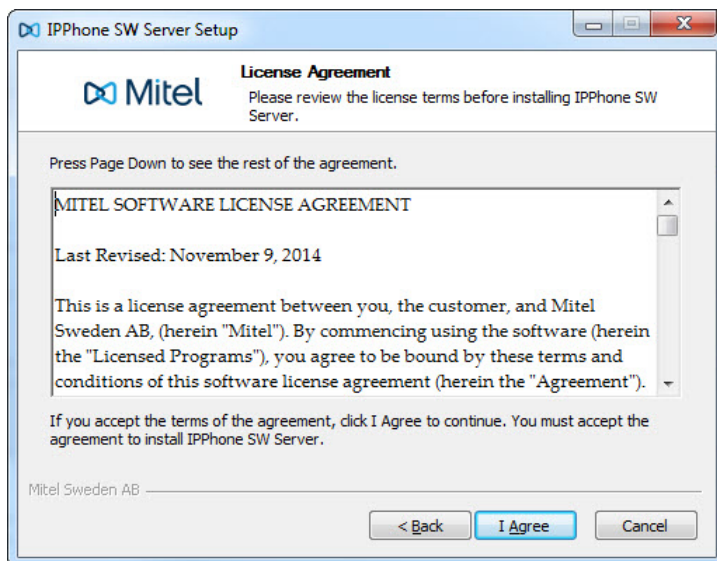 IPPhone SW Server Setup
Mitel
License Agreement
Please review the license terms before installing IPPhone SW
Server.
Press Page Down to see the rest of the agreement.
MITEL SOFTWARE LICENSE AGREEMENT
Last Revised: November 9, 2014
This is a license agreement between you, the customer, and Mitel
Sweden AB, (herein "Mitel"). By commencing using the software (herein
the "Licensed Programs"), you agree to be bound by these terms and
conditions of this software license agreement (herein the "Agreement").
If you accept the terms of the agreement, click I Agree to continue. You must accept the
agreement to install IPPhone SW Server.
Mitel Sweden AB
< Back
I Agree
Cancel